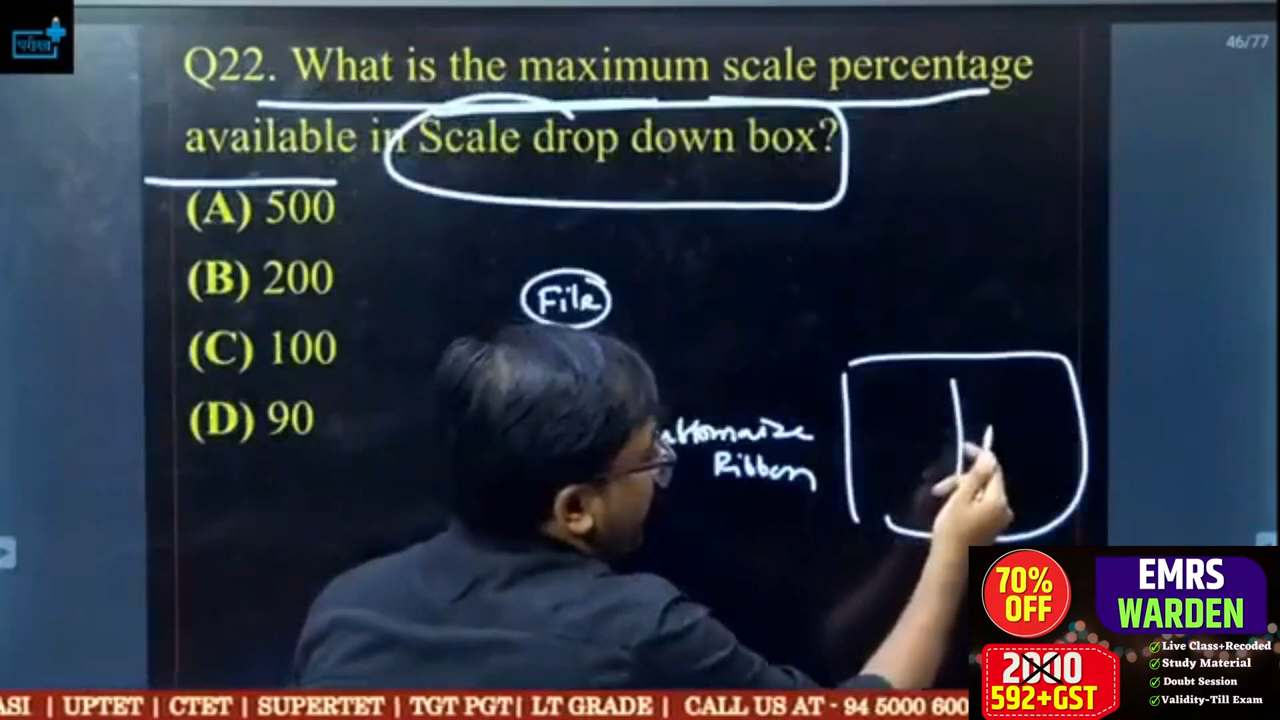 परीक्षा
46/77
Q22. What is the maximum scale percentage
available in Scale drop down box?
(A) 500
(B) 200
(C) 100
(D) 90
File
Ribbon
70%
OFF
EMRS
WARDEN
2000
592+GST
Live Class+Recoded
Study Material
Doubt Session
Validity-Till Exam
ASI | UPTET | CTET | SUPERTET | TGT PGT| LT GRADE | CALL US AT - 94 5000 600